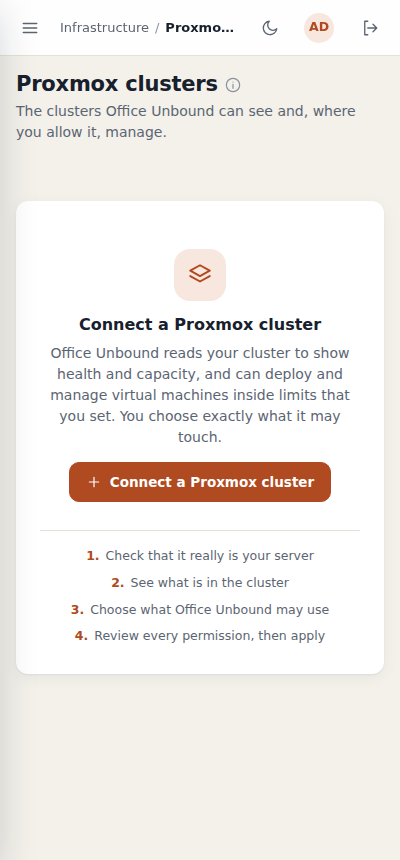 Infrastructure / Proxmo...
AD
Proxmox clusters
The clusters Office Unbound can see and, where
you allow it, manage.
Connect a Proxmox cluster
Office Unbound reads your cluster to show
health and capacity, and can deploy and
manage virtual machines inside limits that
you set. You choose exactly what it may
touch.
Connect a Proxmox cluster
1. Check that it really is your server
2. See what is in the cluster
3. Choose what Office Unbound may use
4. Review every permission, then apply